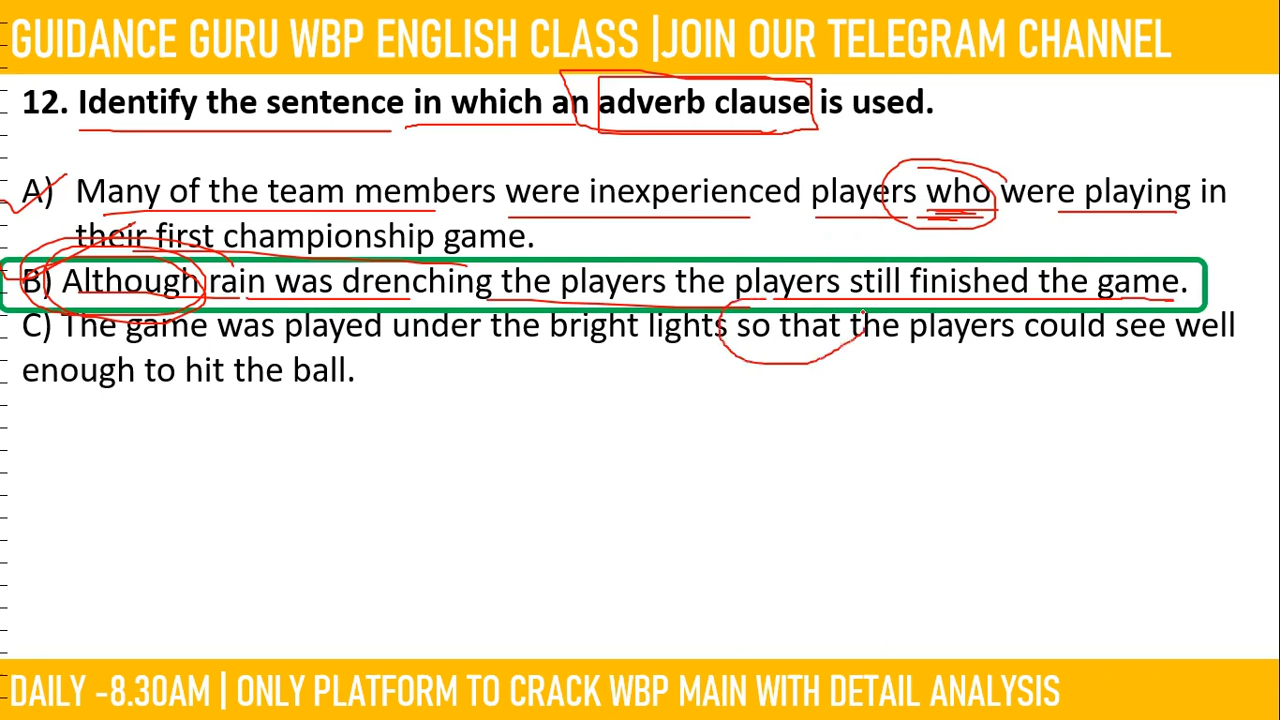 GUIDANCE GURU WBP ENGLISH CLASS |JOIN OUR TELEGRAM CHANNEL
12. Identify the sentence in which an adverb clause is used.
A) Many of the team members were inexperienced players who were playing in
their first championship game.
B) Although rain was drenching the players the players still finished the game.
C) The game was played under the bright lights so that the players could see well
enough to hit the ball.
DAILY -8.30AM | ONLY PLATFORM TO CRACK WBP MAIN WITH DETAIL ANALYSIS